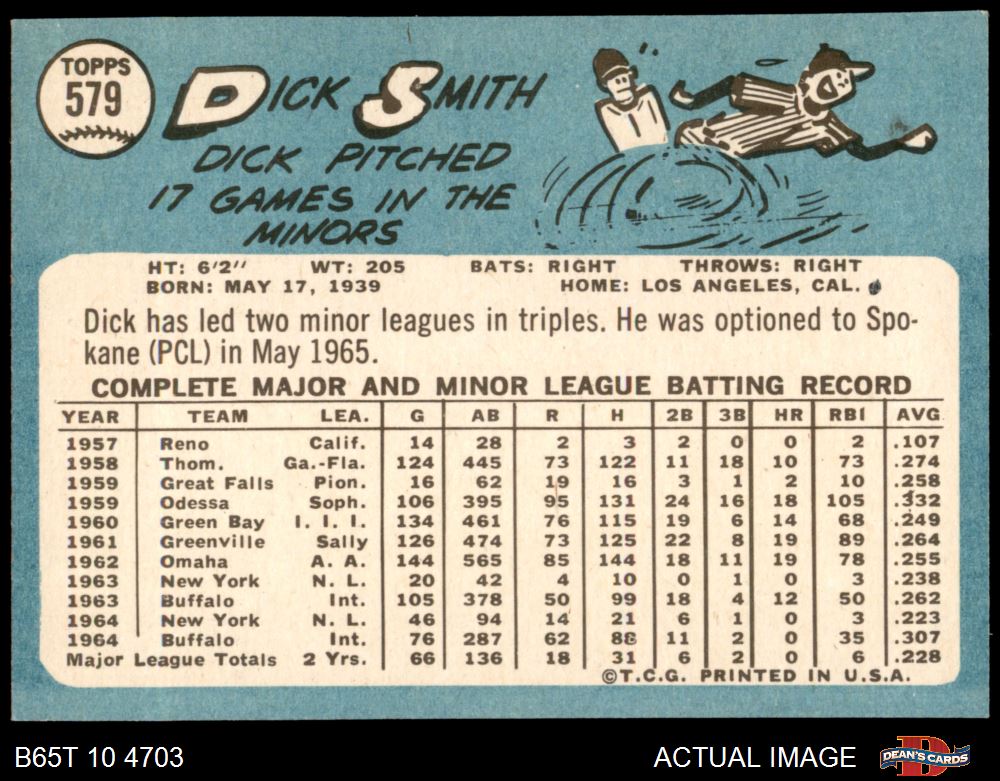 TOPPS
579
DICK SMITH
DICK PITCHED
17 GAMES IN THE
MINORS
HT: 6'2" WT: 205 BATS: RIGHT THROWS: RIGHT
BORN: MAY 17, 1939 HOME: LOS ANGELES, CAL.
Dick has led two minor leagues in triples. He was optioned to Spo-
kane (PCL) in May 1965.
COMPLETE MAJOR AND MINOR LEAGUE BATTING RECORD
YEAR TEAM LEA. G AB R H 2B 3B HR RBI AVG.
1957 Reno Calif. 14 28 2 3 2 0 0 2 .107
1958 Thom. Ga.-Fla. 124 445 73 122 11 18 10 73 .274
1959 Great Falls Pion. 16 62 19 16 3 1 2 10 .258
1959 Odessa Soph. 106 395 95 131 24 16 18 105 .332
1960 Green Bay I. I. I. 134 461 76 115 19 6 14 68 .249
1961 Greenville Sally 126 474 73 125 22 8 19 89 .264
1962 Omaha A. A. 144 565 85 144 18 11 19 78 .255
1963 New York N. L. 20 42 4 10 0 1 0 3 .238
1963 Buffalo Int. 105 378 50 99 18 4 12 50 .262
1964 New York N. L. 46 94 14 21 6 1 0 3 .223
1964 Buffalo Int. 76 287 62 88 11 2 0 35 .307
Major League Totals 2 Yrs. 66 136 18 31 6 2 0 6 .228
©T.C.G. PRINTED IN U.S.A.
B65T 10 4703 ACTUAL IMAGE DEAN'S CARDS